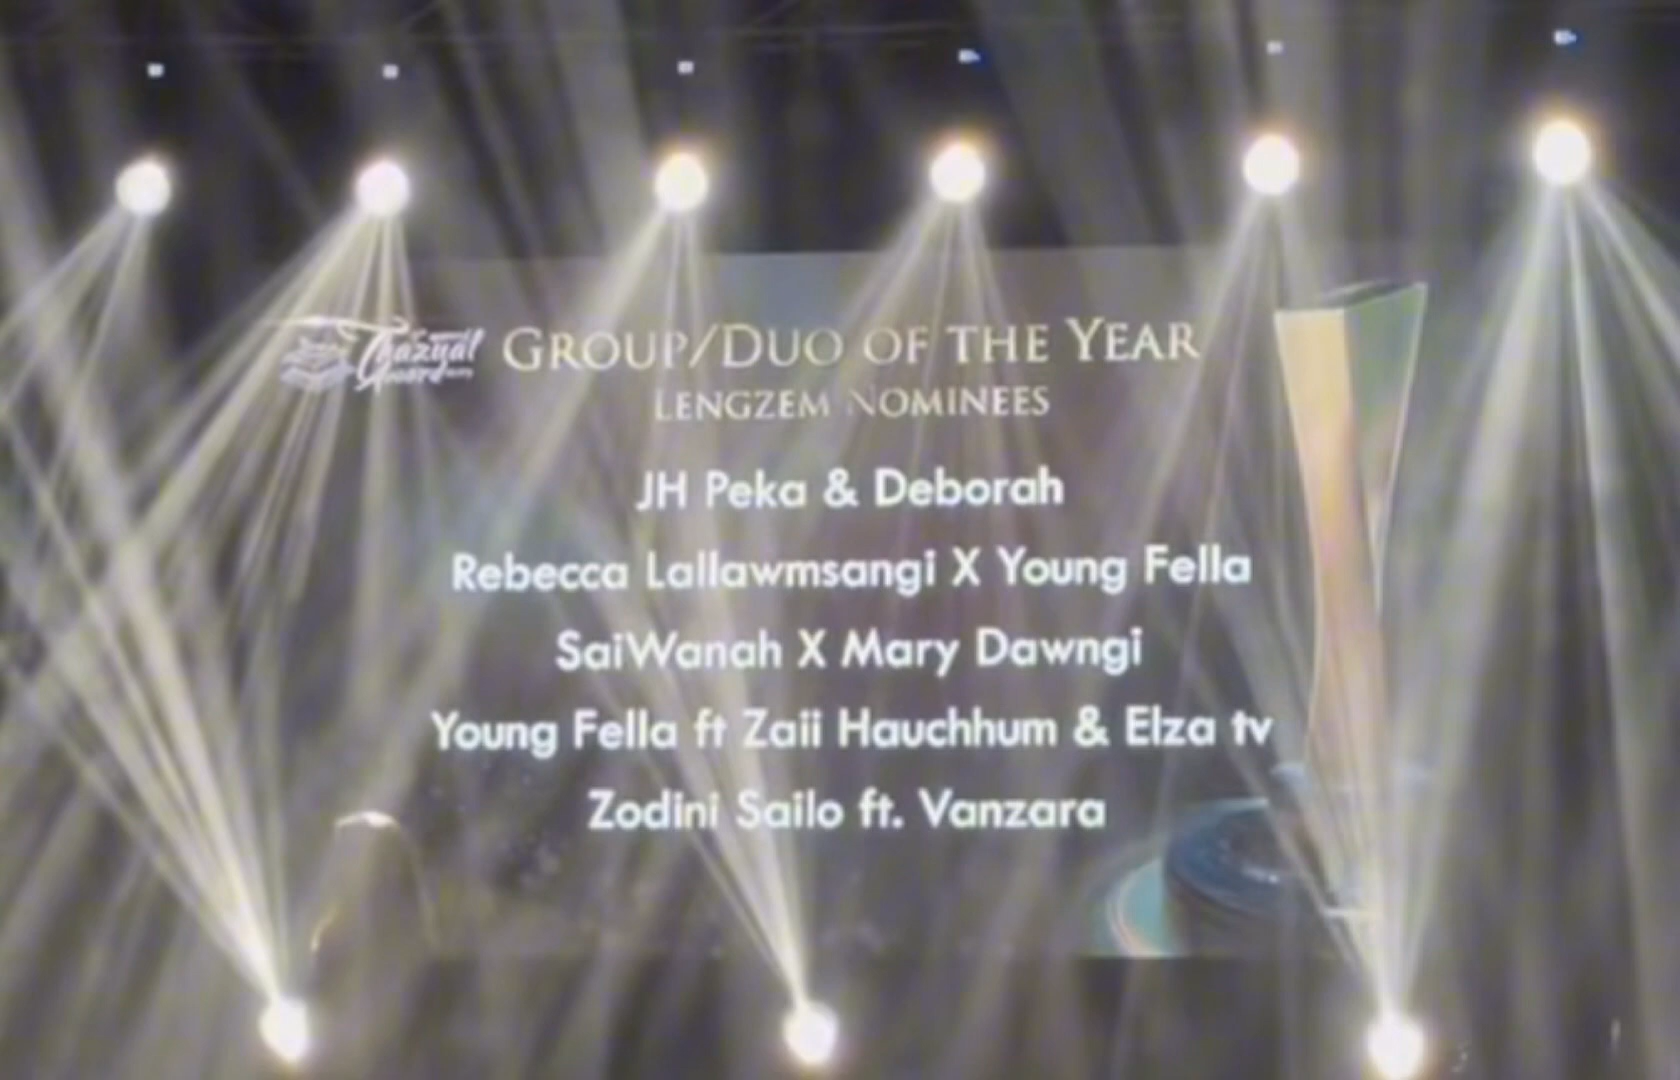 GROUP/DUO OF THE YEAR
LENGZEM NOMINEES
JH Peka & Deborah
Rebecca Lallawmsangi X Young Fella
SaiWanah X Mary Dawngi
Young Fella ft Zaii Hauchhum & Elza tv
Zodini Sailo ft. Vanzara